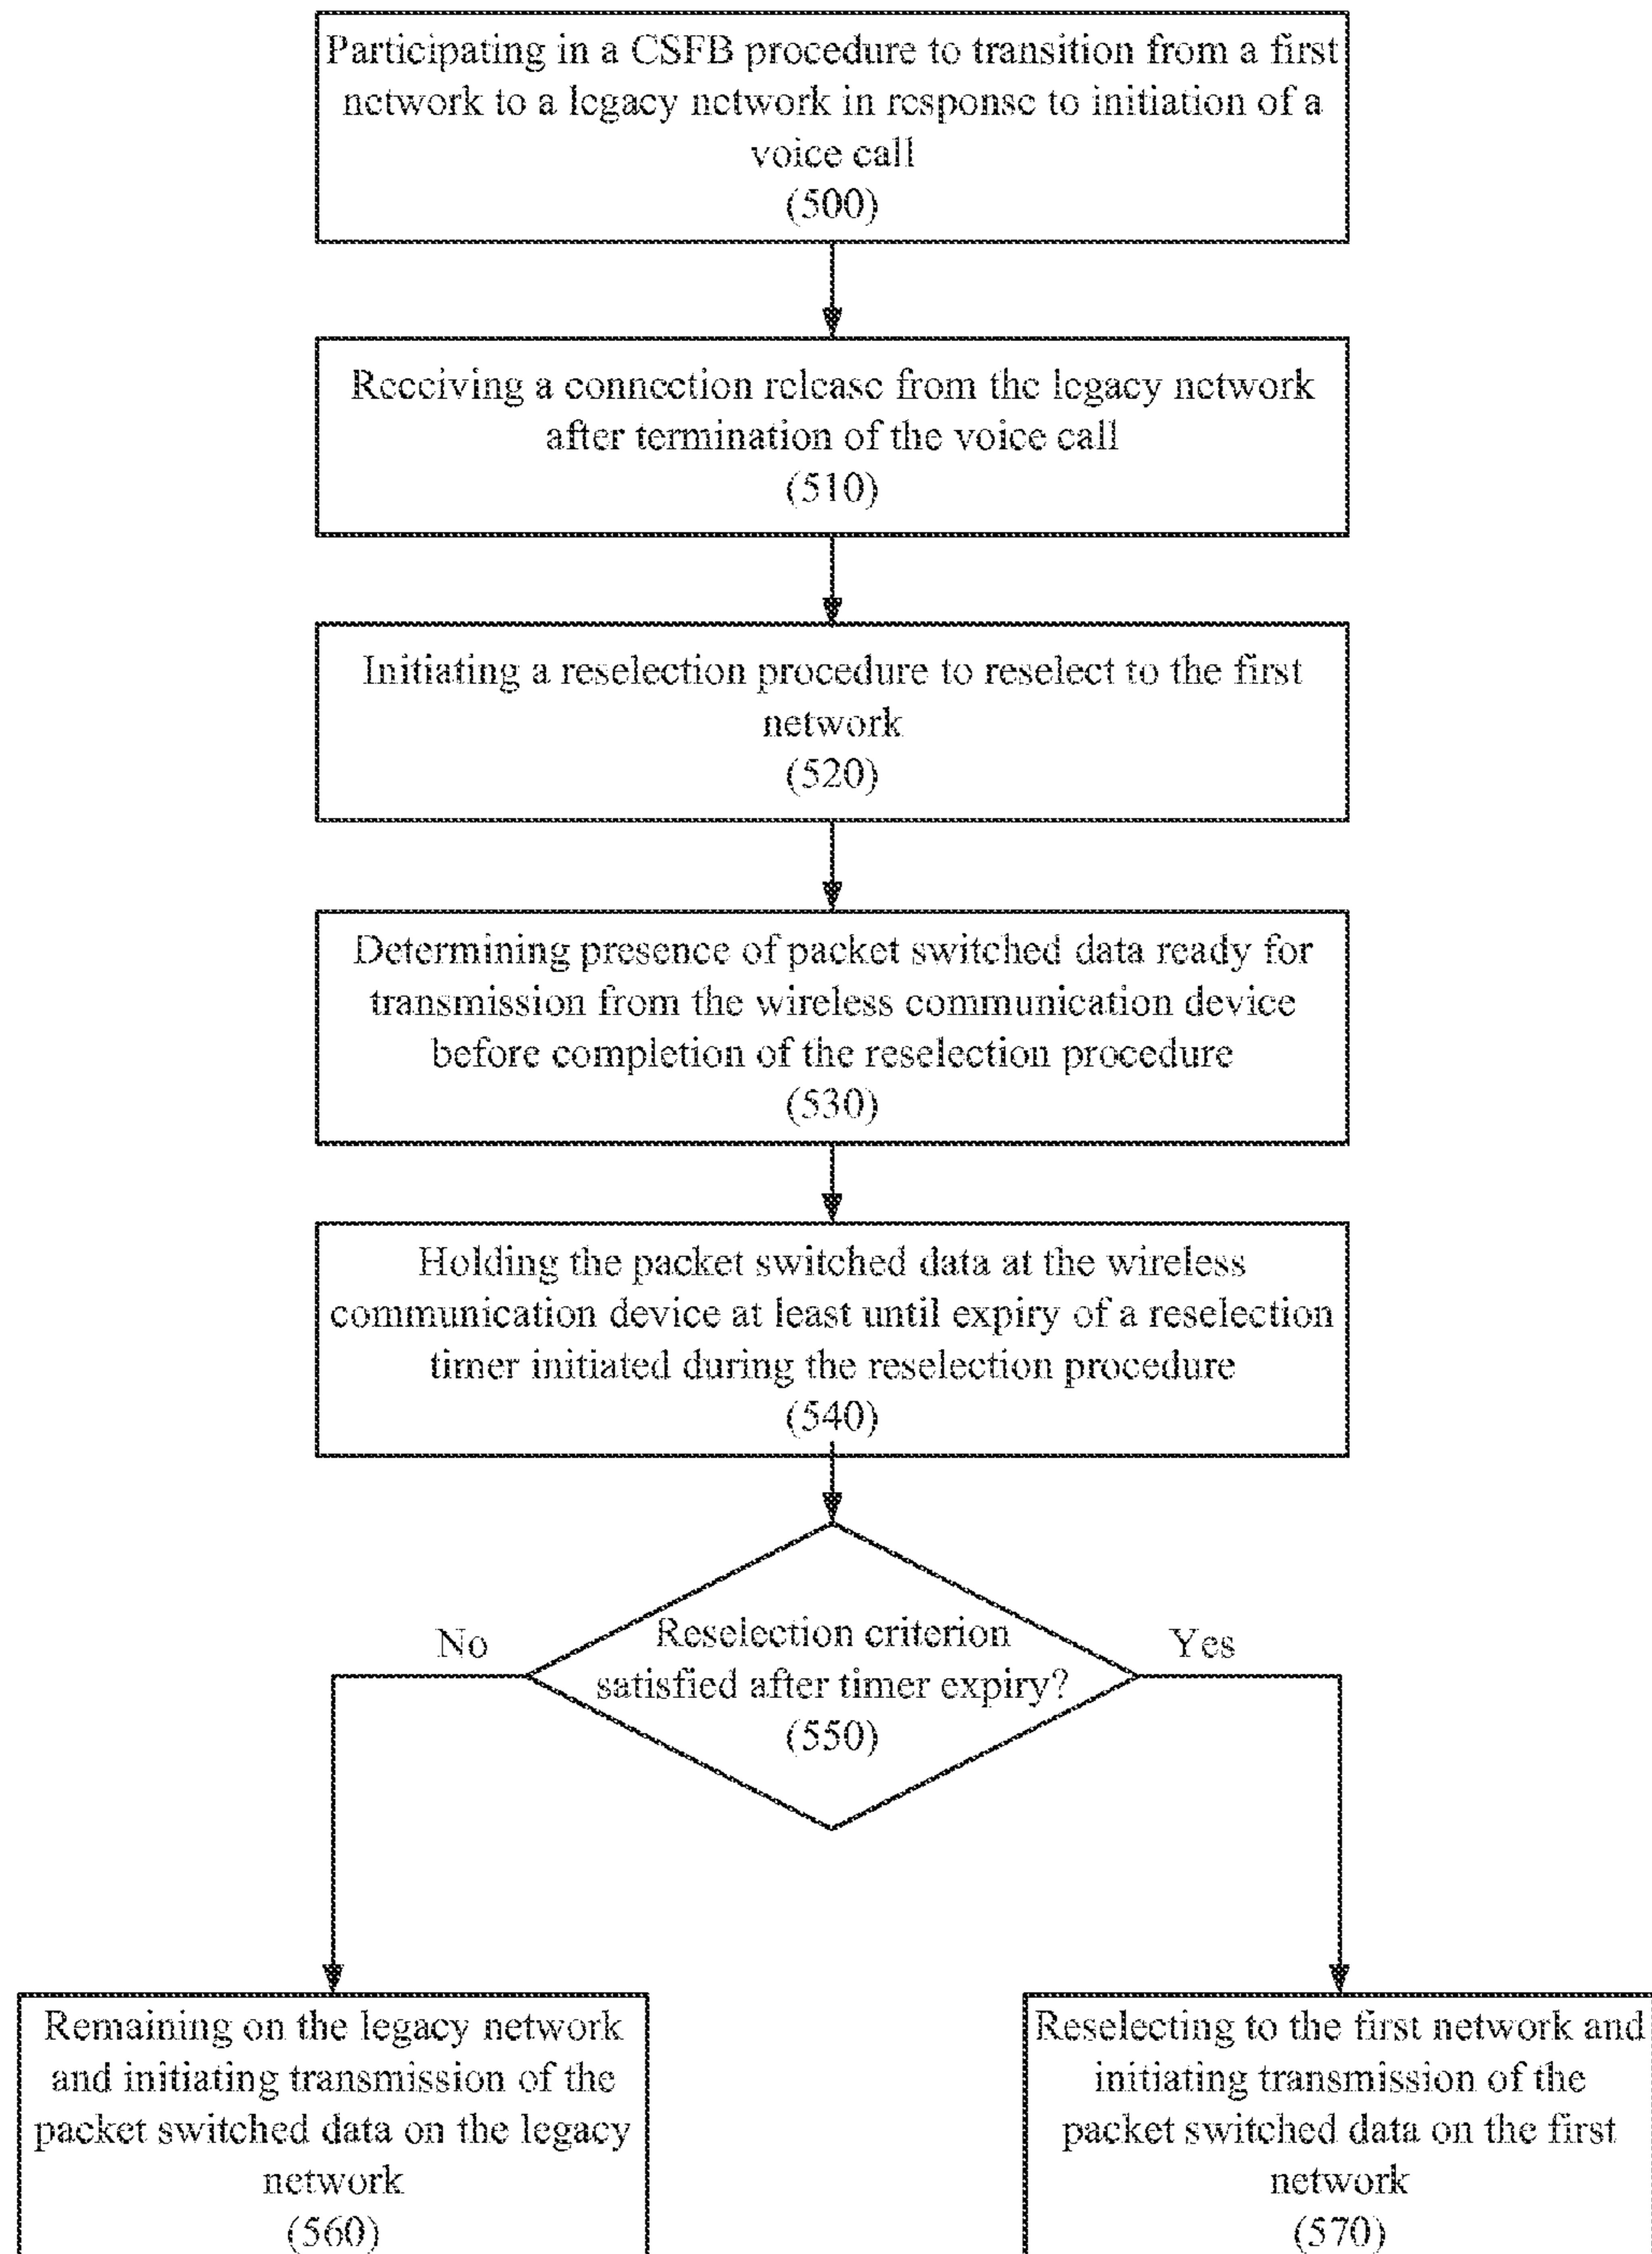 Participating in a CSFB procedure to transition from a first
network to a legacy network in response to initiation of a
voice call
(500)
Receiving a connection release from the legacy network
after termination of the voice call
(510)
Initiating a reselection procedure to reselect to the first
network
(520)
Determining presence of packet switched data ready for
transmission from the wireless communication device
before completion of the reselection procedure
(530)
Holding the packet switched data at the wireless
communication device at least until expiry of a reselection
timer initiated during the reselection procedure
(540)
Reselection criterion
satisfied after timer expiry?
(550)
No
Yes
Remaining on the legacy network
and initiating transmission of the
packet switched data on the legacy
network
(560)
Reselecting to the first network and
initiating transmission of the
packet switched data on the first
network
(570)